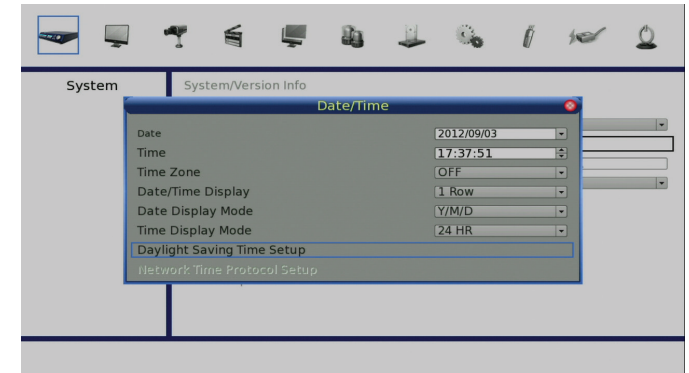 System
System/Version Info
Date/Time
Date 2012/09/03
Time 17:37:51
Time Zone OFF
Date/Time Display 1 Row
Date Display Mode Y/M/D
Time Display Mode 24 HR
Daylight Saving Time Setup
Network Time Protocol Setup